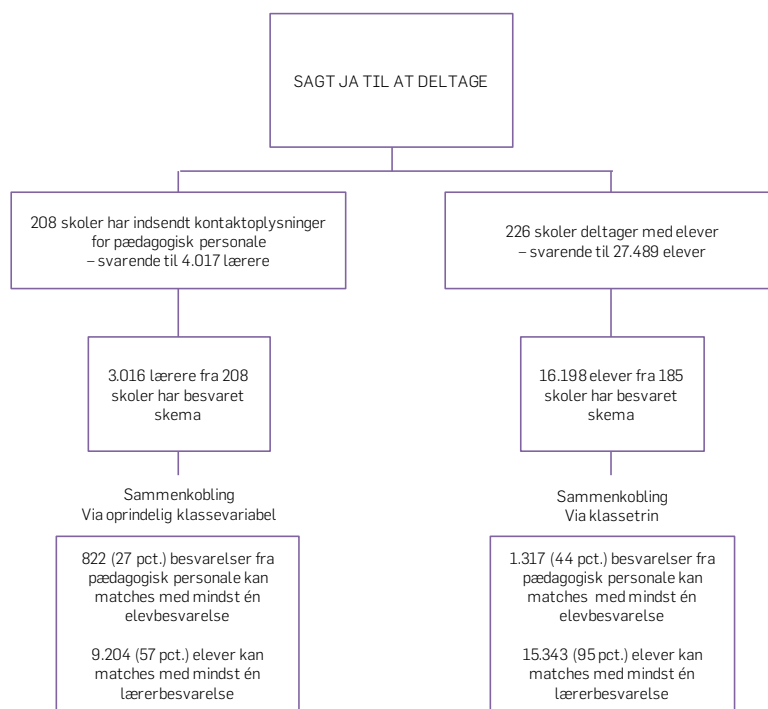 SAGT JA TIL AT DELTAGE
208 skoler har indsendt kontaktoplysninger
for pædagogisk personale
– svarende til 4.017 lærere
226 skoler deltager med elever
– svarende til 27.489 elever
3.016 lærere fra 208
skoler har besvaret
skema
16.198 elever fra 185
skoler har besvaret
skema
Sammenkobling
Via oprindelig klassevariabel
Sammenkobling
Via klassetrin
822 (27 pct.) besvarelser fra
pædagogisk personale kan
matches med mindst én
elevbesvarelse
9.204 (57 pct.) elever kan
matches med mindst én
lærerbesvarelse
1.317 (44 pct.) besvarelser fra
pædagogisk personale kan
matches med mindst én
elevbesvarelse
15.343 (95 pct.) elever kan
matches med mindst én
lærerbesvarelse